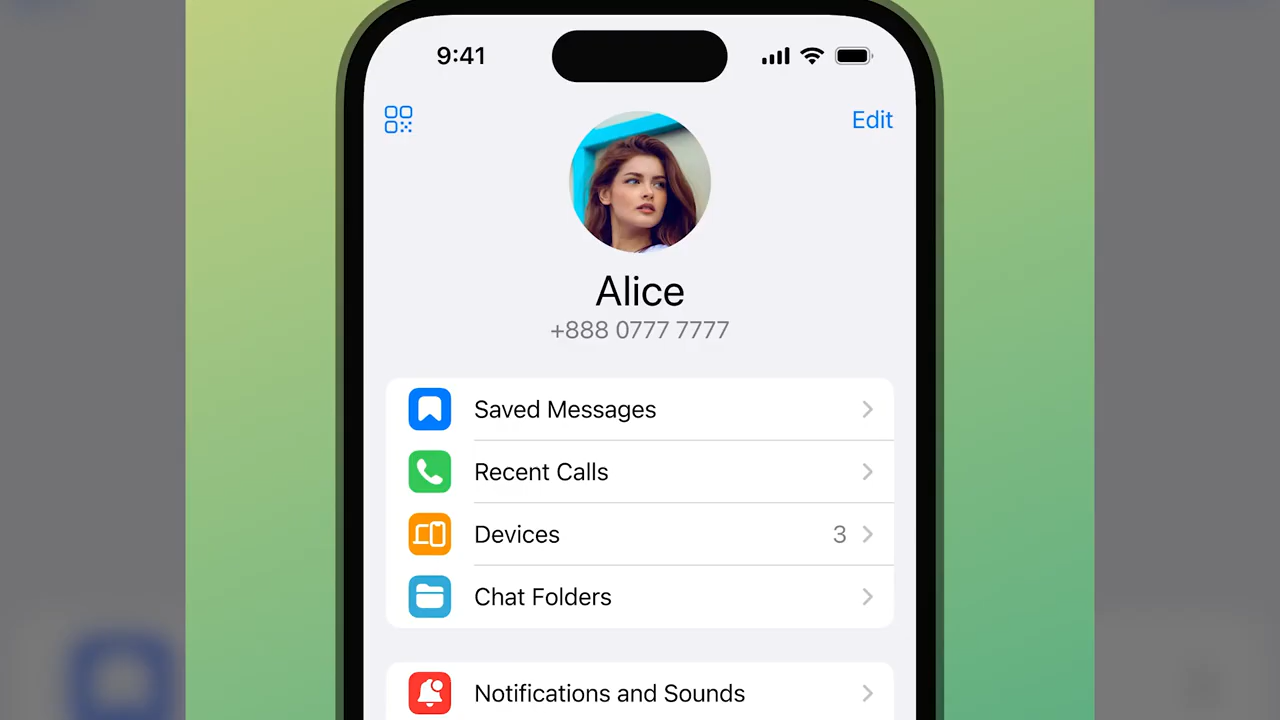 9:41
Edit
Alice
+888 0777 7777
Saved Messages
Recent Calls
Devices 3
Chat Folders
Notifications and Sounds